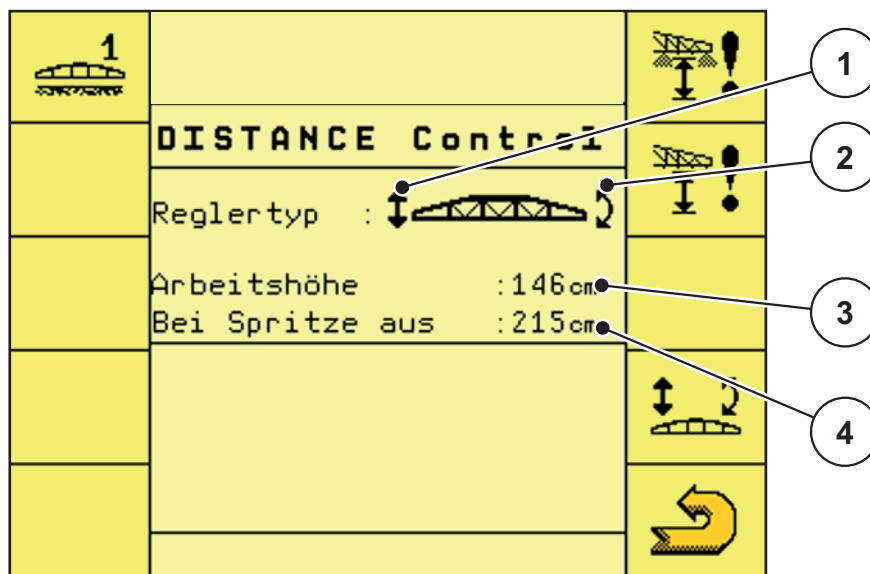 1
DISTANCE Control
Reglertyp :
Arbeitshöhe :146cm
Bei Spritze aus :215cm
1
2
3
4